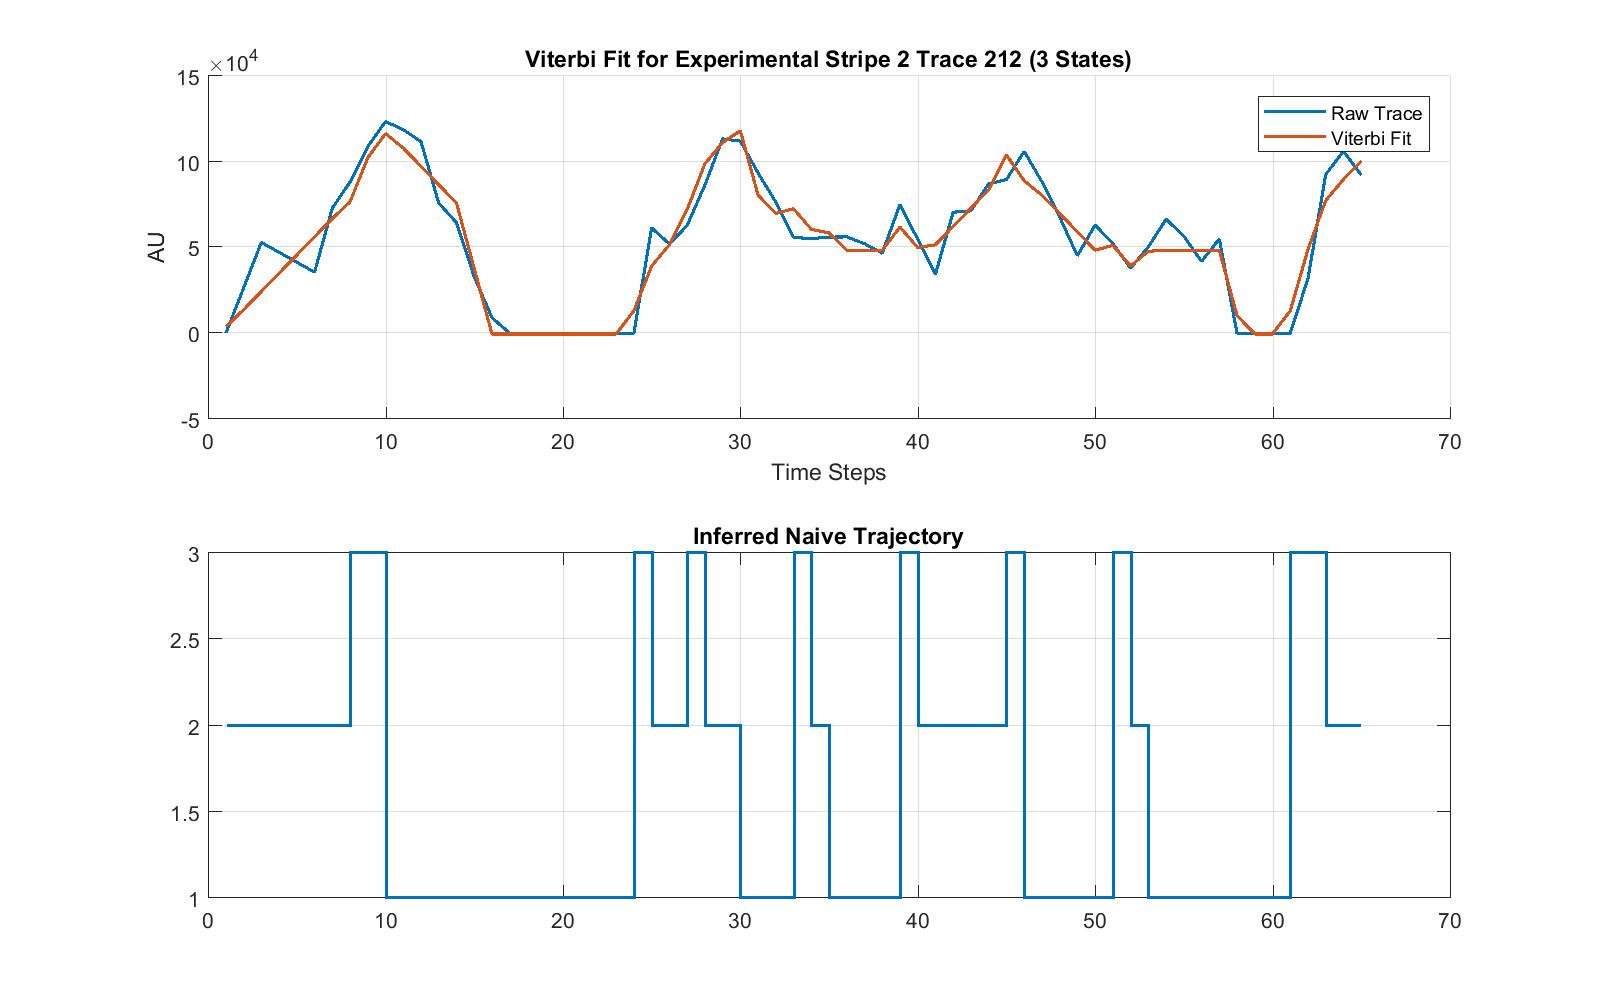 Viterbi Fit for Experimental Stripe 2 Trace 212 (3 States)
×10⁴
15
10
5
0
-5
AU
Raw Trace
Viterbi Fit
0 10 20 30 40 50 60 70
Time Steps
Inferred Naive Trajectory
3
2.5
2
1.5
1
0 10 20 30 40 50 60 70